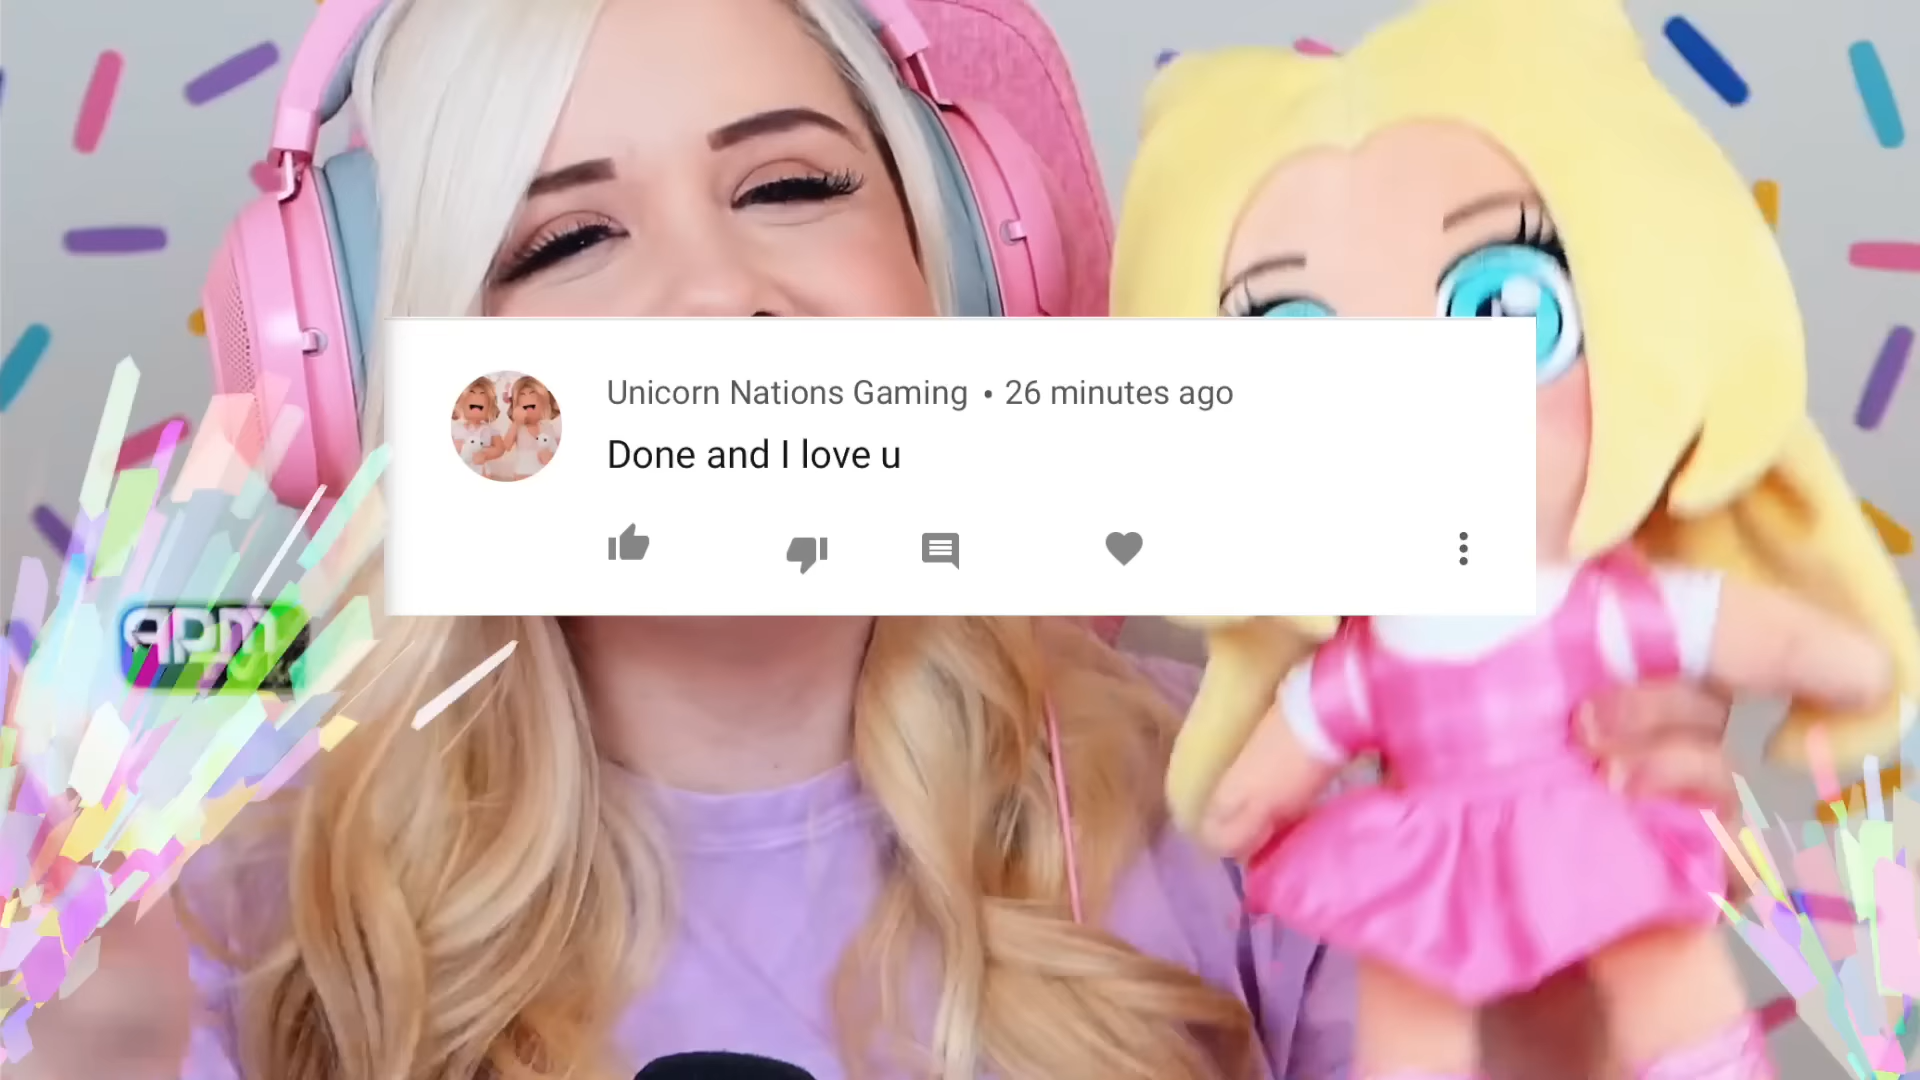 Unicorn Nations Gaming • 26 minutes ago
Done and I love u